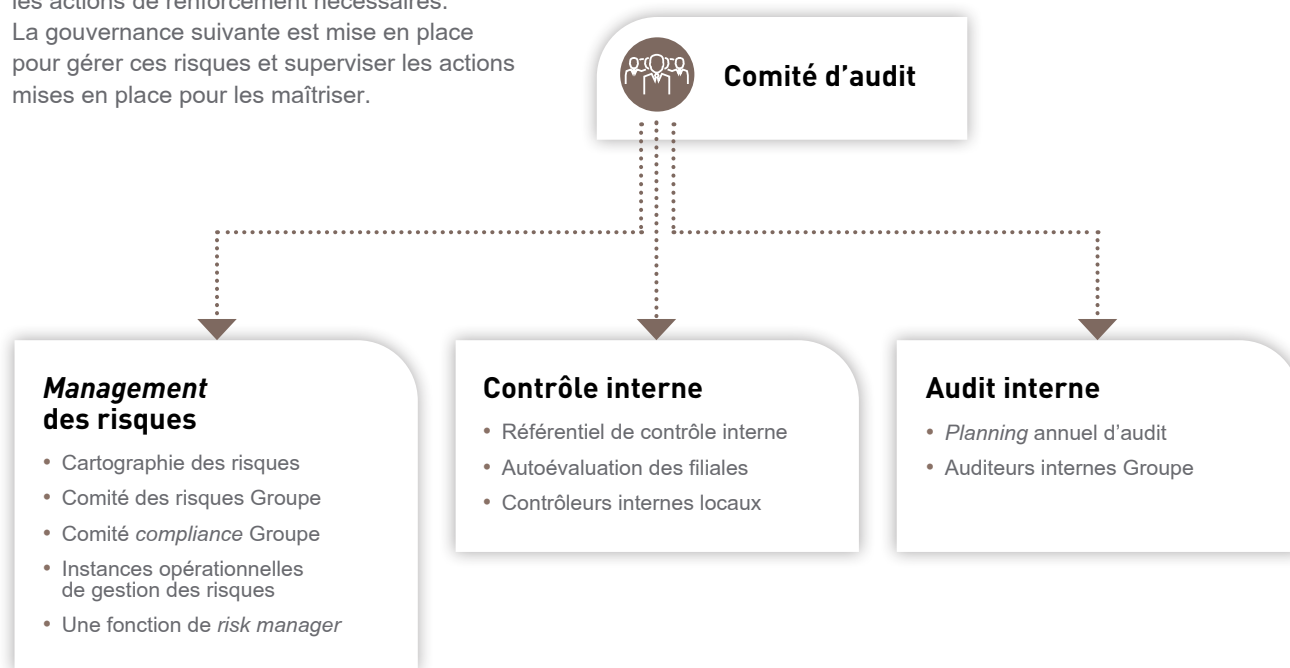 les actions de renforcement nécessaires.
La gouvernance suivante est mise en place
pour gérer ces risques et superviser les actions
mises en place pour les maîtriser.
Comité d'audit
Management
des risques
• Cartographie des risques
• Comité des risques Groupe
• Comité compliance Groupe
• Instances opérationnelles
de gestion des risques
• Une fonction de risk manager
Contrôle interne
• Référentiel de contrôle interne
• Autoévaluation des filiales
• Contrôleurs internes locaux
Audit interne
• Planning annuel d'audit
• Auditeurs internes Groupe